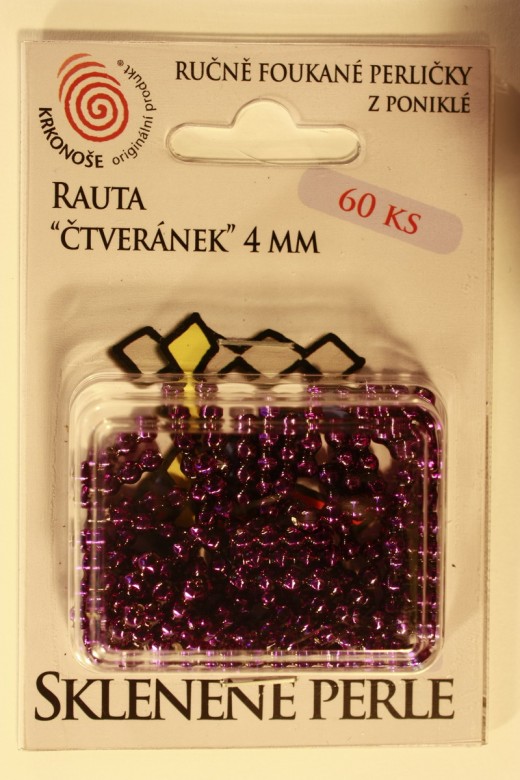 RUČNĚ FOUKANÉ PERLIČKY
Z PONIKLÉ
KRKONOŠE
originální produkt®
RAUTA
“ČTVERÁNEK” 4 MM
60 KS
SKLENĚNÉ PERLE